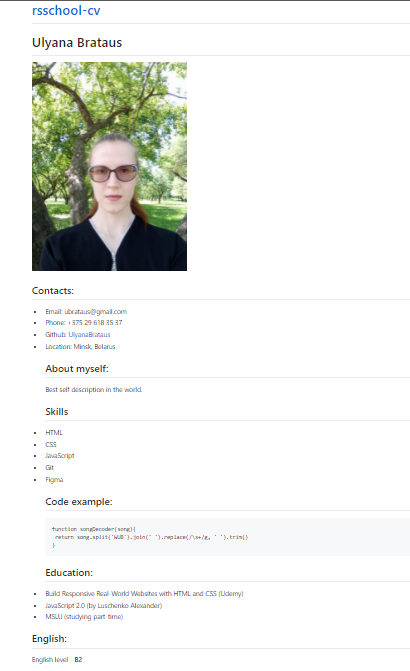 rsschool-cv
Ulyana Brataus
Contacts:
Email: ubrataus@gmail.com
Phone: +375 29 618 35 37
Github: UlyanaBrataus
Location: Minsk, Belarus
About myself:
Best self description in the world.
Skills
HTML
CSS
JavaScript
Git
Figma
Code example:
function songDecoder(song){
return song.split('WUB').join(' ').replace(/\s+/g, ' ').trim()
}
Education:
Build Responsive Real-World Websites with HTML and CSS (Udemy)
JavaScript 2.0 (by Luschenko Alexander)
MSLU (studying part-time)
English:
English level - B2